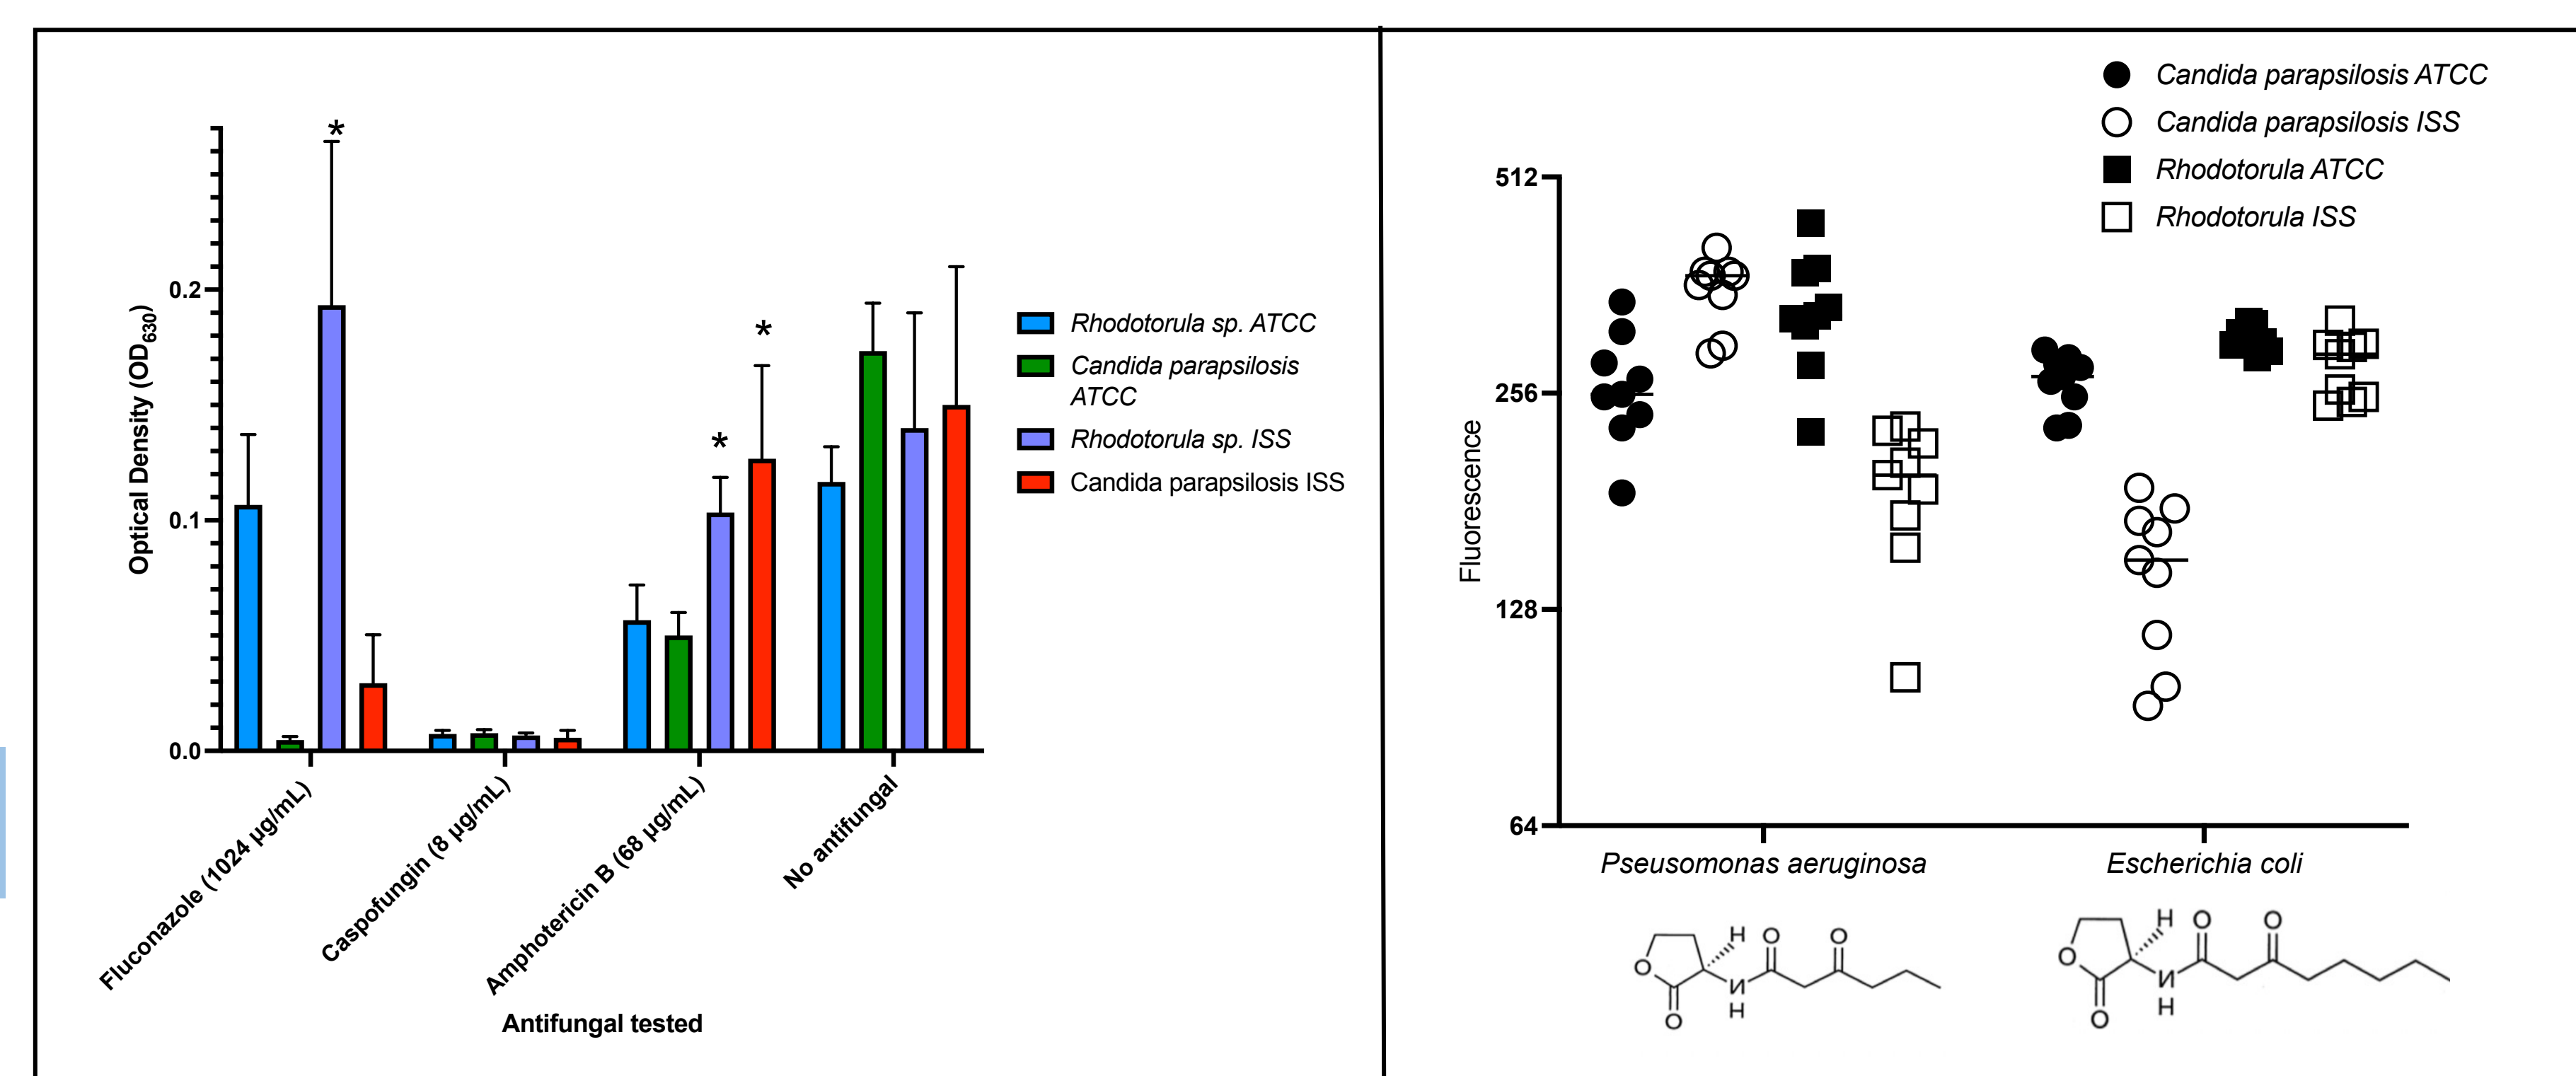 *
*
*
0.2
0.1
0.0
Optical Density (OD630)
Fluconazole (1024 µg/mL)
Caspofungin (8 µg/mL)
Amphotericin B (68 µg/mL)
No antifungal
Antifungal tested
Rhodotorula sp. ATCC
Candida parapsilosis
ATCC
Rhodotorula sp. ISS
Candida parapsilosis ISS
Candida parapsilosis ATCC
Candida parapsilosis ISS
Rhodotorula ATCC
Rhodotorula ISS
512
256
128
64
Fluorescence
Pseusomonas aeruginosa
Escherichia coli
H O O
O N
H
O
H O O
O N
H
O